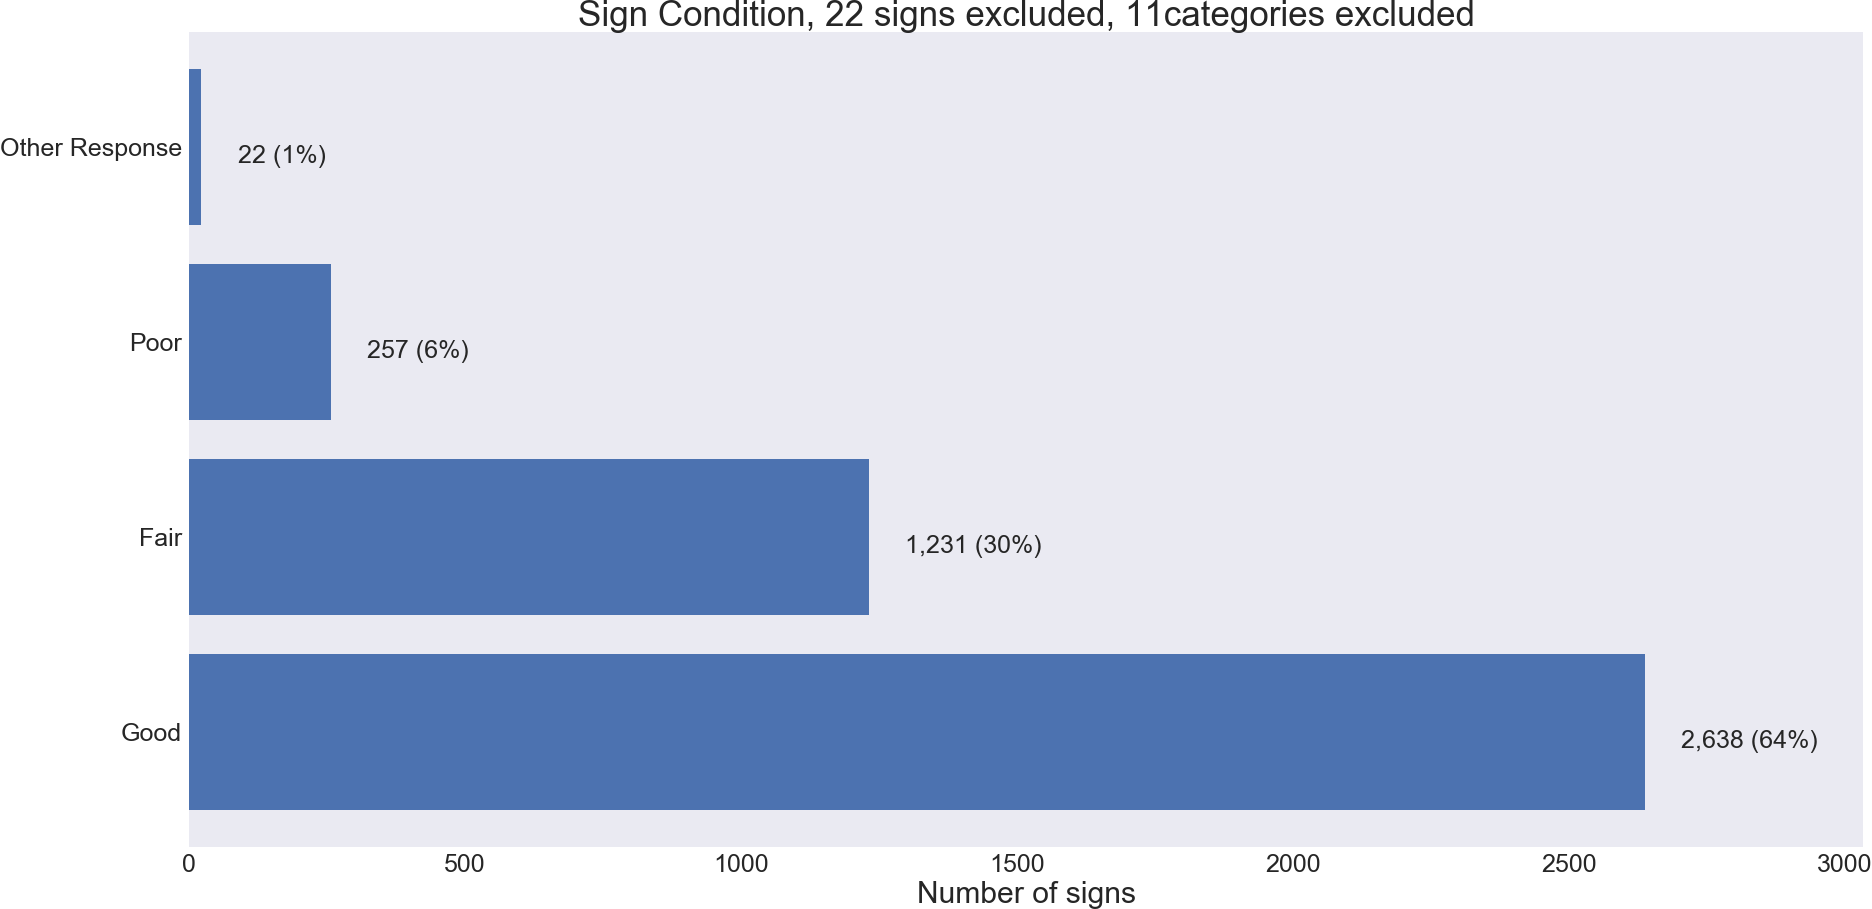 Sign Condition, 22 signs excluded, 11categories excluded
Other Response
22 (1%)
Poor
257 (6%)
Fair
1,231 (30%)
Good
2,638 (64%)
0 500 1000 1500 2000 2500 3000
Number of signs